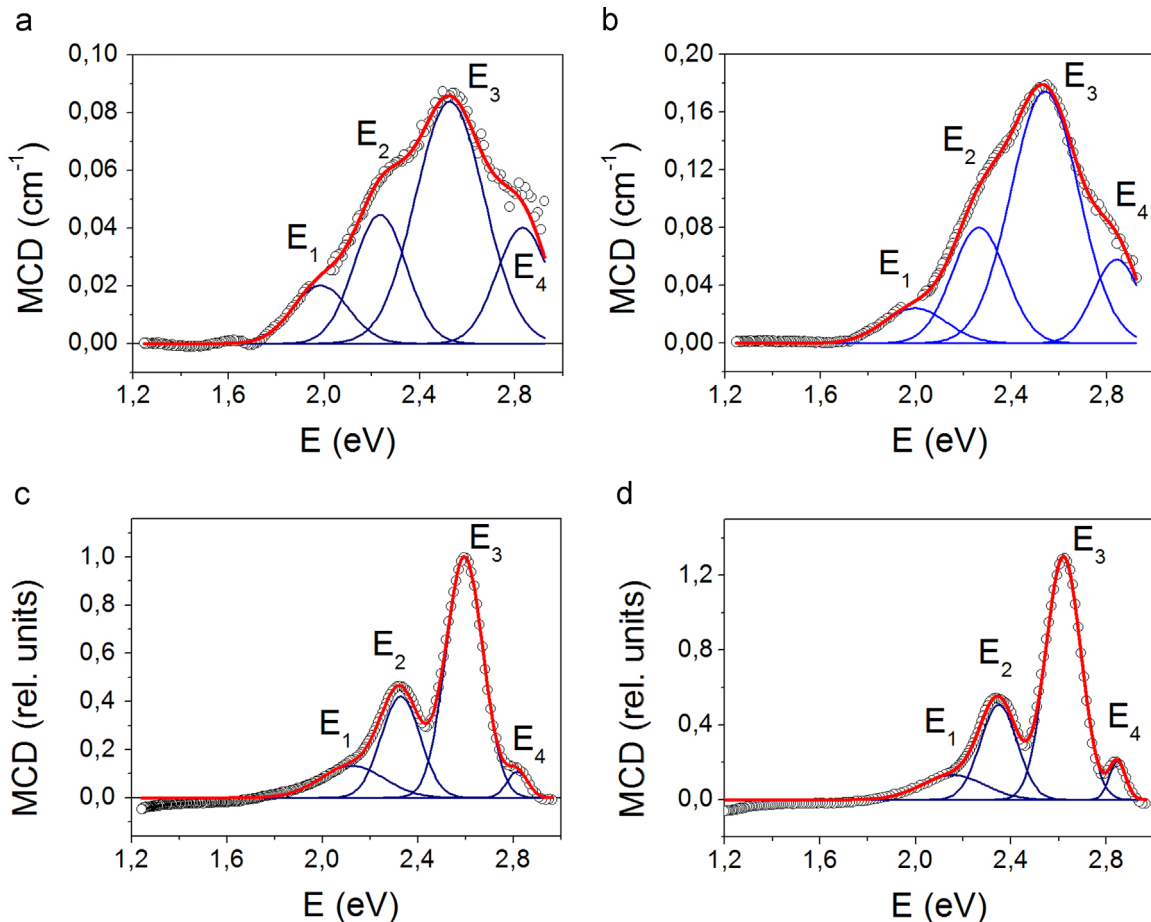 a
0,10
0,08
0,06
0,04
0,02
0,00
MCD (cm⁻¹)
E₁
E₂
E₃
E₄
1,2 1,6 2,0 2,4 2,8
E (eV)
b
0,20
0,16
0,12
0,08
0,04
0,00
MCD (cm⁻¹)
E₁
E₂
E₃
E₄
1,2 1,6 2,0 2,4 2,8
E (eV)
c
1,0
0,8
0,6
0,4
0,2
0,0
MCD (rel. units)
E₁
E₂
E₃
E₄
1,2 1,6 2,0 2,4 2,8
E (eV)
d
1,2
0,8
0,4
0,0
MCD (rel. units)
E₁
E₂
E₃
E₄
1,2 1,6 2,0 2,4 2,8
E (eV)